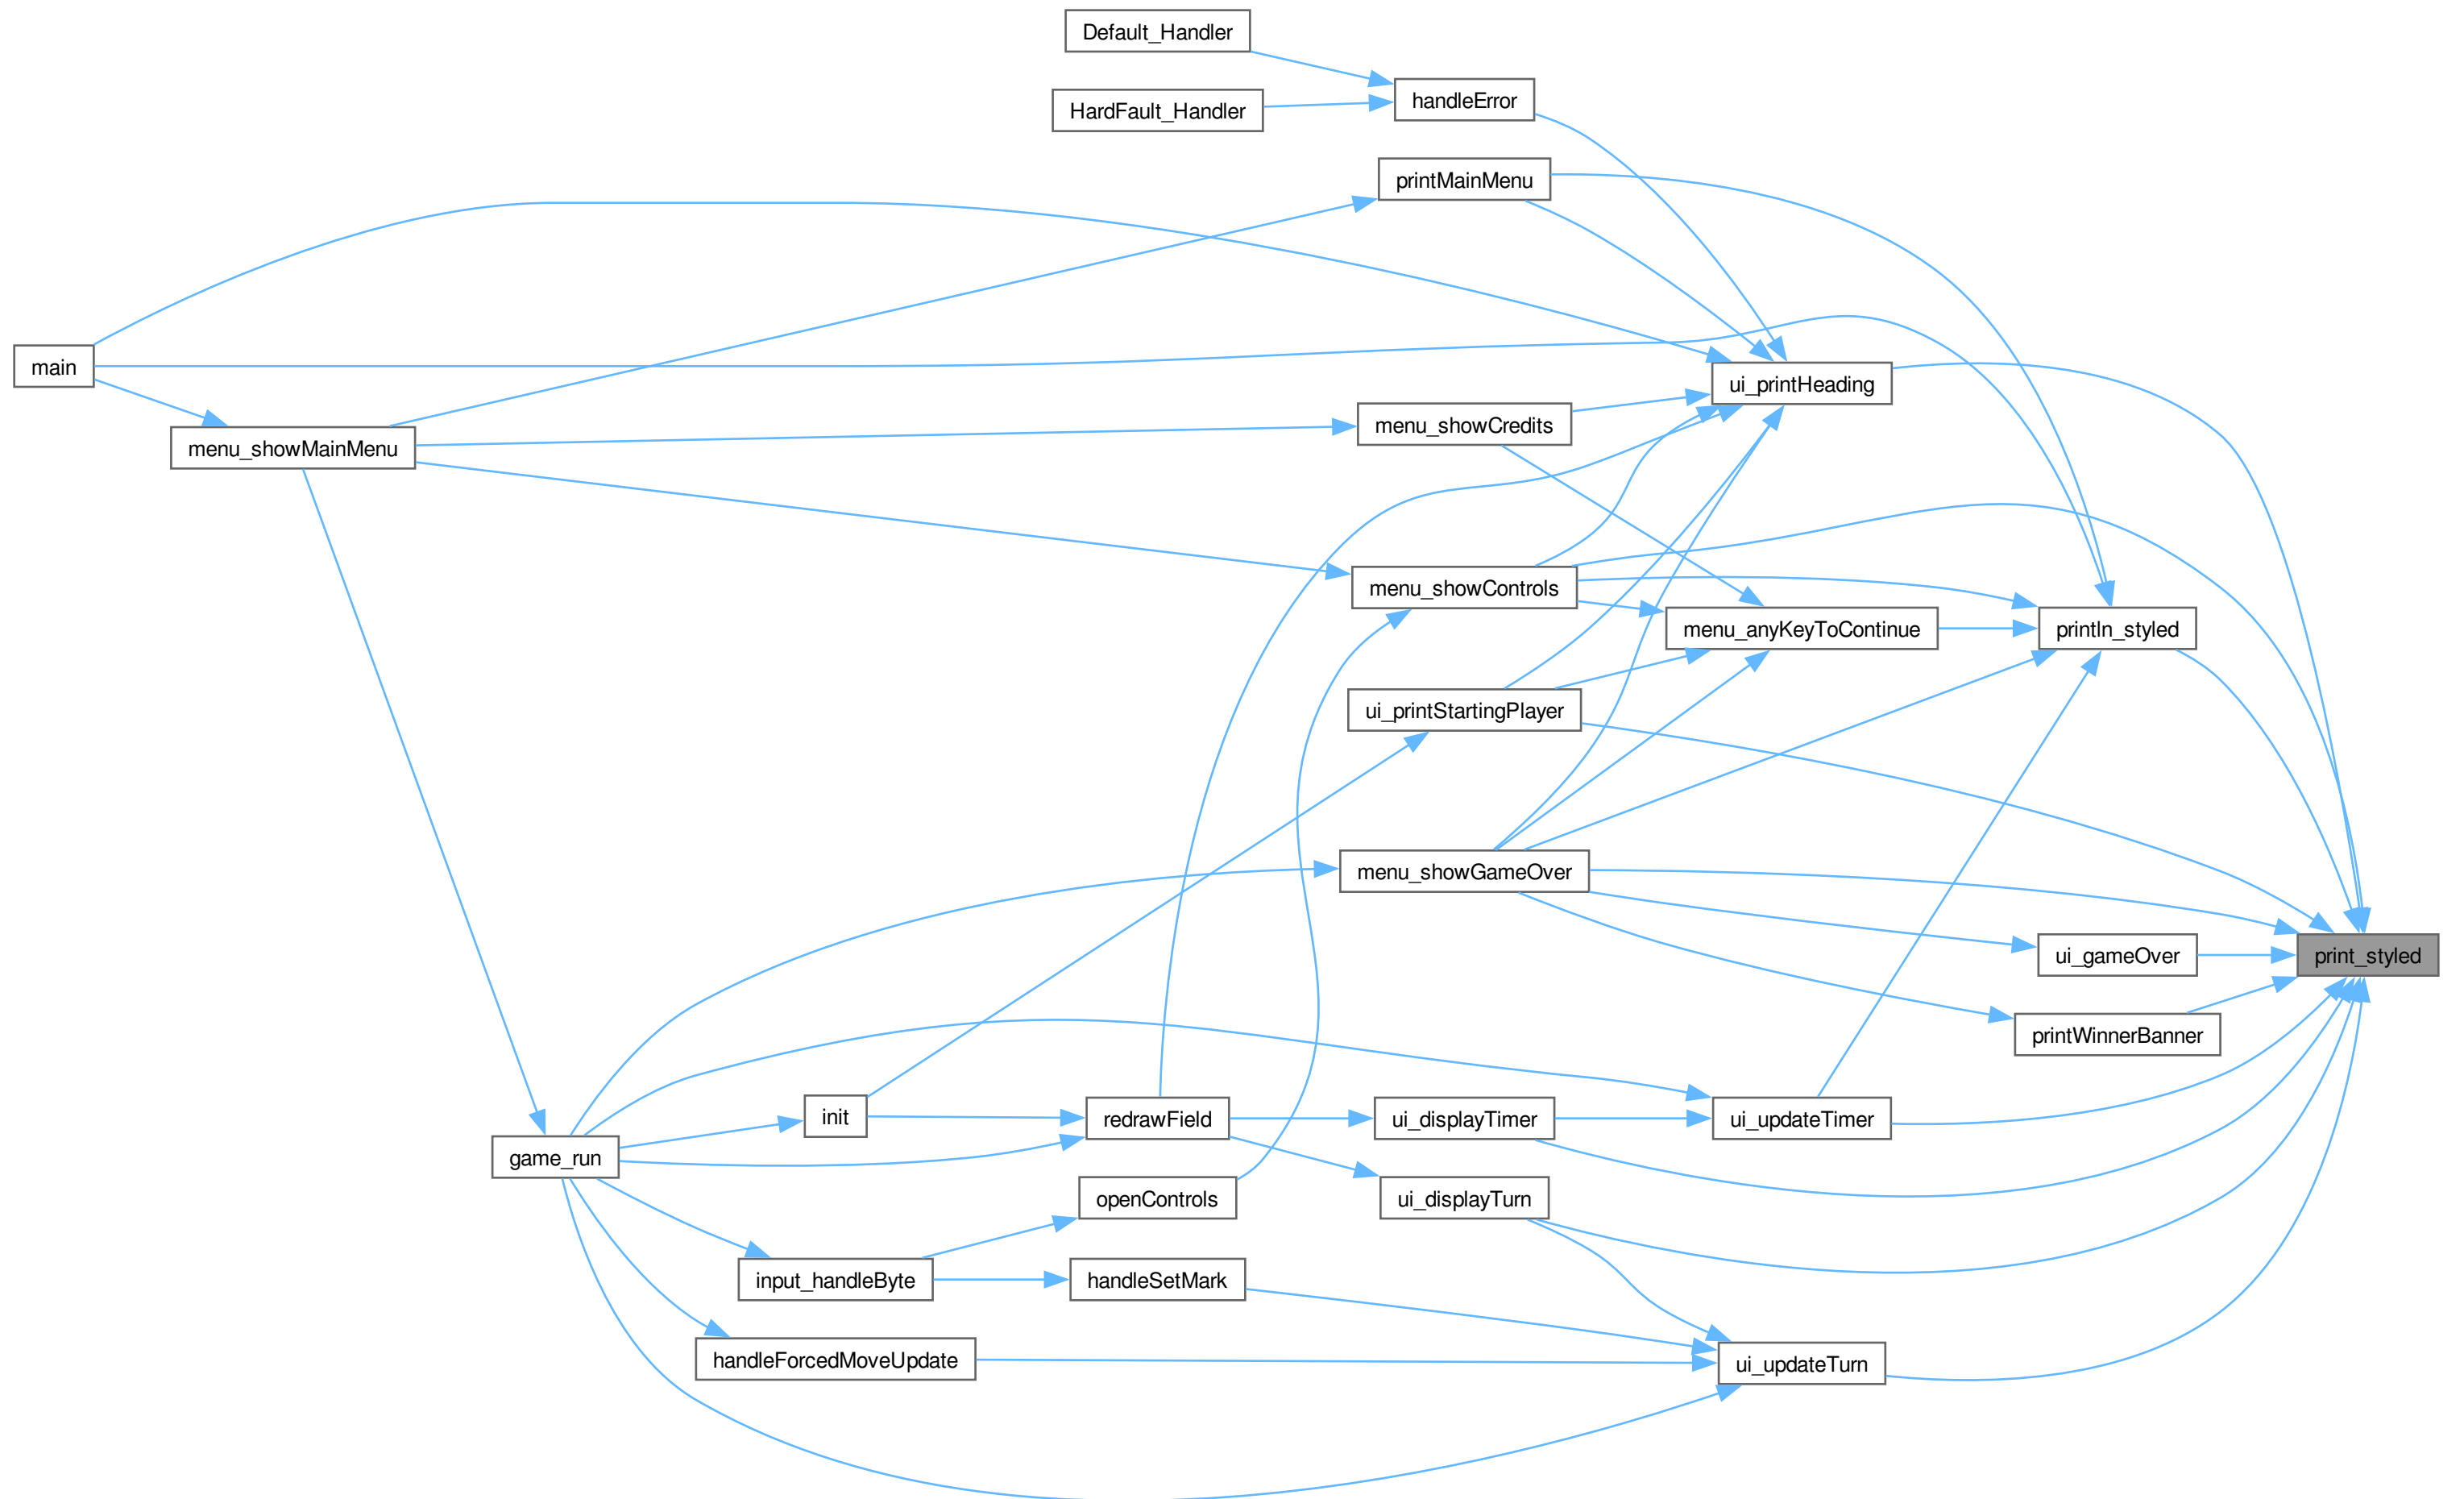 Default_Handler
handleError
HardFault_Handler
printMainMenu
main
ui_printHeading
menu_showCredits
menu_showMainMenu
menu_showControls
menu_anyKeyToContinue
println_styled
ui_printStartingPlayer
menu_showGameOver
ui_gameOver
print_styled
printWinnerBanner
init
redrawField
ui_displayTimer
ui_updateTimer
game_run
openControls
ui_displayTurn
input_handleByte
handleSetMark
handleForcedMoveUpdate
ui_updateTurn